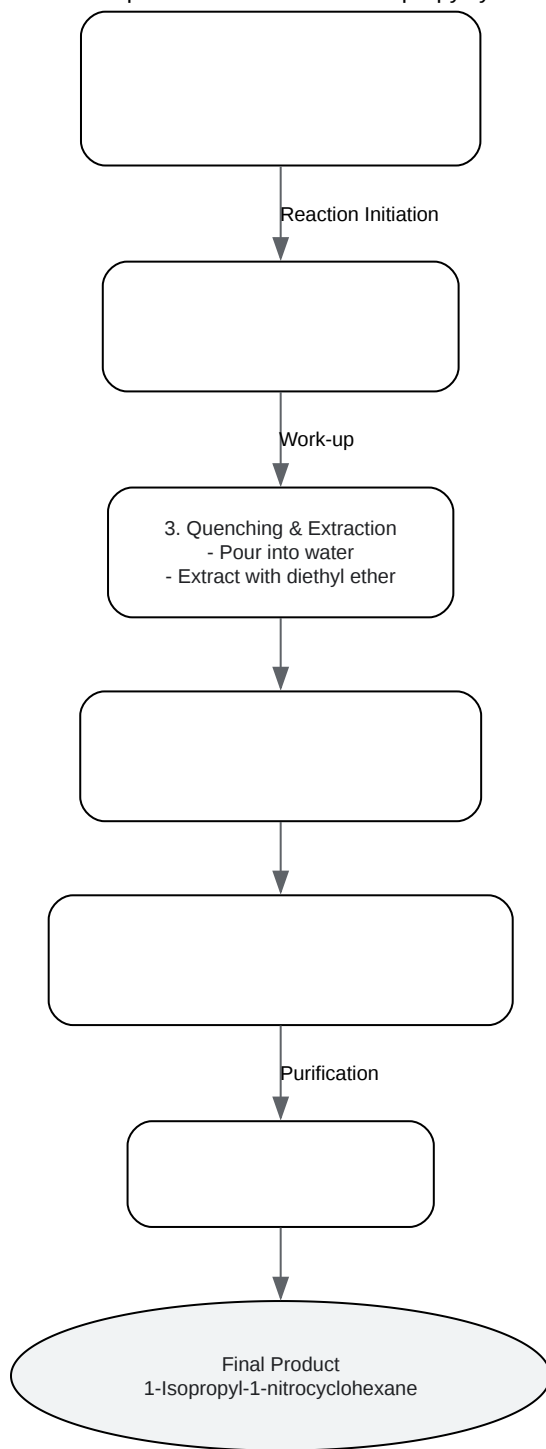 Reaction Initiation
Work-up
3. Quenching & Extraction
- Pour into water
- Extract with diethyl ether
Purification
Final Product
1-Isopropyl-1-nitrocyclohexane